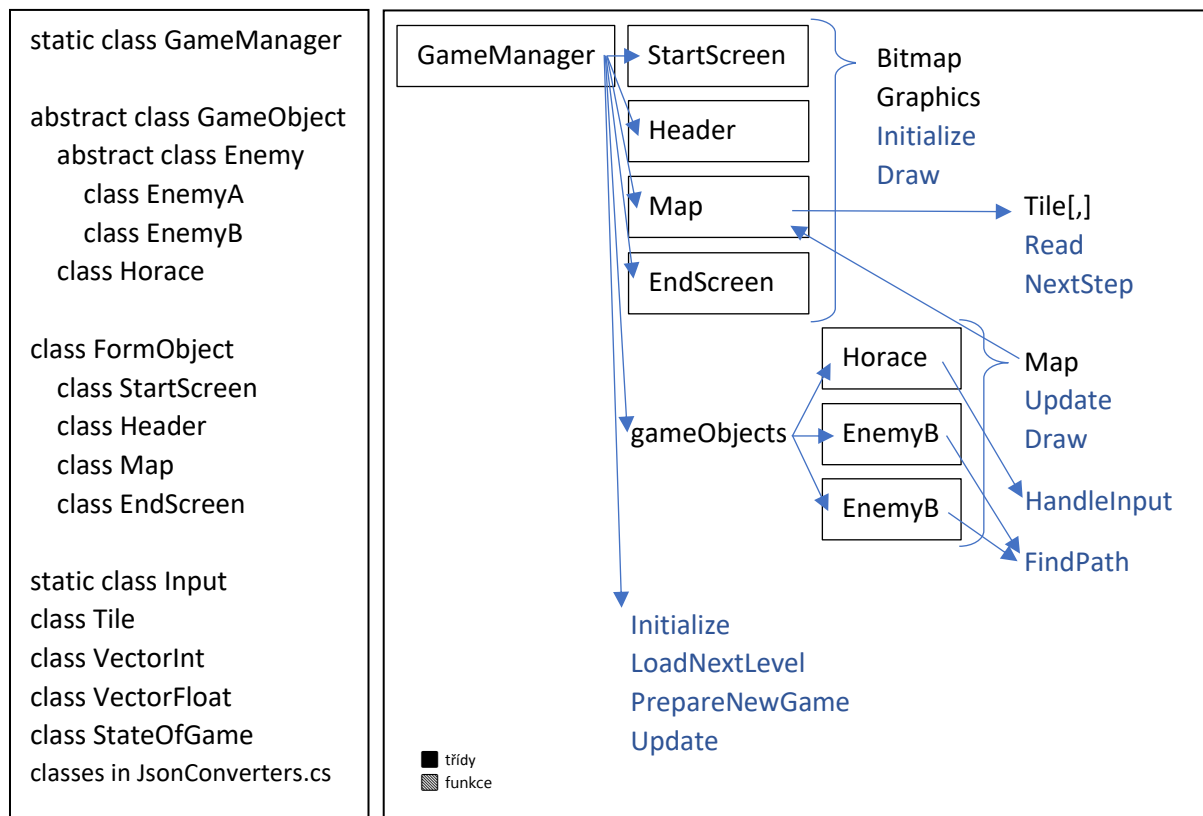 static class GameManager
abstract class GameObject
abstract class Enemy
class EnemyA
class EnemyB
class Horace
class FormObject
class StartScreen
class Header
class Map
class EndScreen
static class Input
class Tile
class VectorInt
class VectorFloat
class StateOfGame
classes in JsonConverters.cs
GameManager
StartScreen
Header
Map
EndScreen
Bitmap
Graphics
Initialize
Draw
Tile[,]
Read
NextStep
gameObjects
Horace
EnemyB
EnemyB
Map
Update
Draw
HandleInput
FindPath
Initialize
LoadNextLevel
PrepareNewGame
Update
třídy
funkce